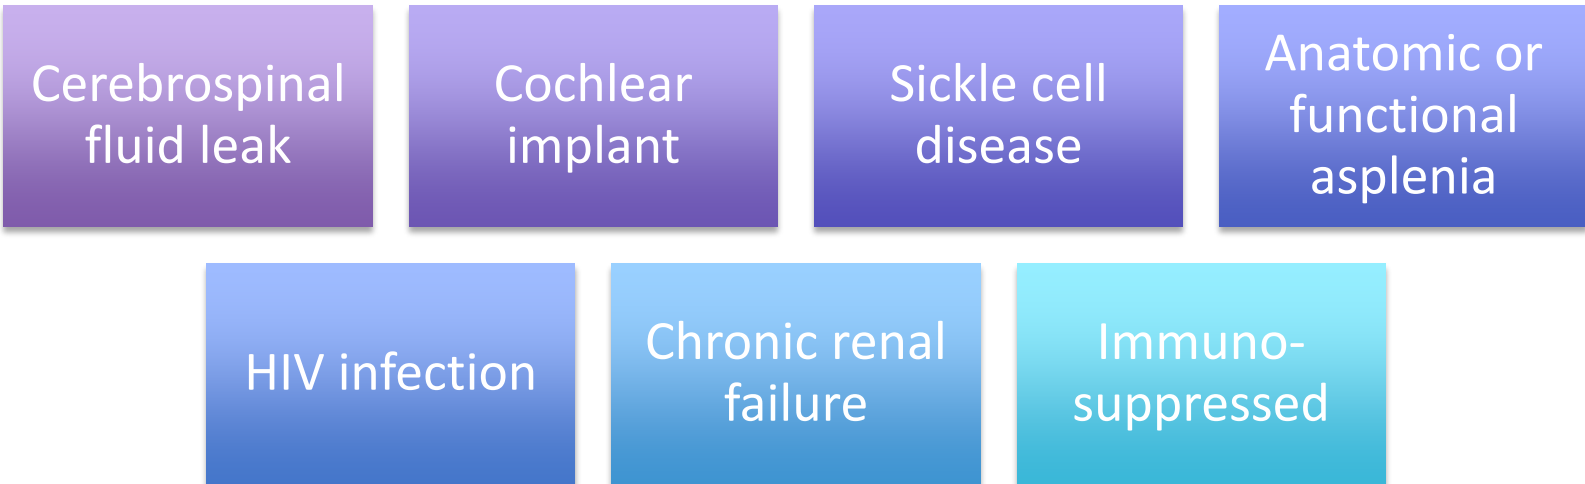 Cerebrospinal
fluid leak
Cochlear
implant
Sickle cell
disease
Anatomic or
functional
asplenia
HIV infection
Chronic renal
failure
Immuno-
suppressed